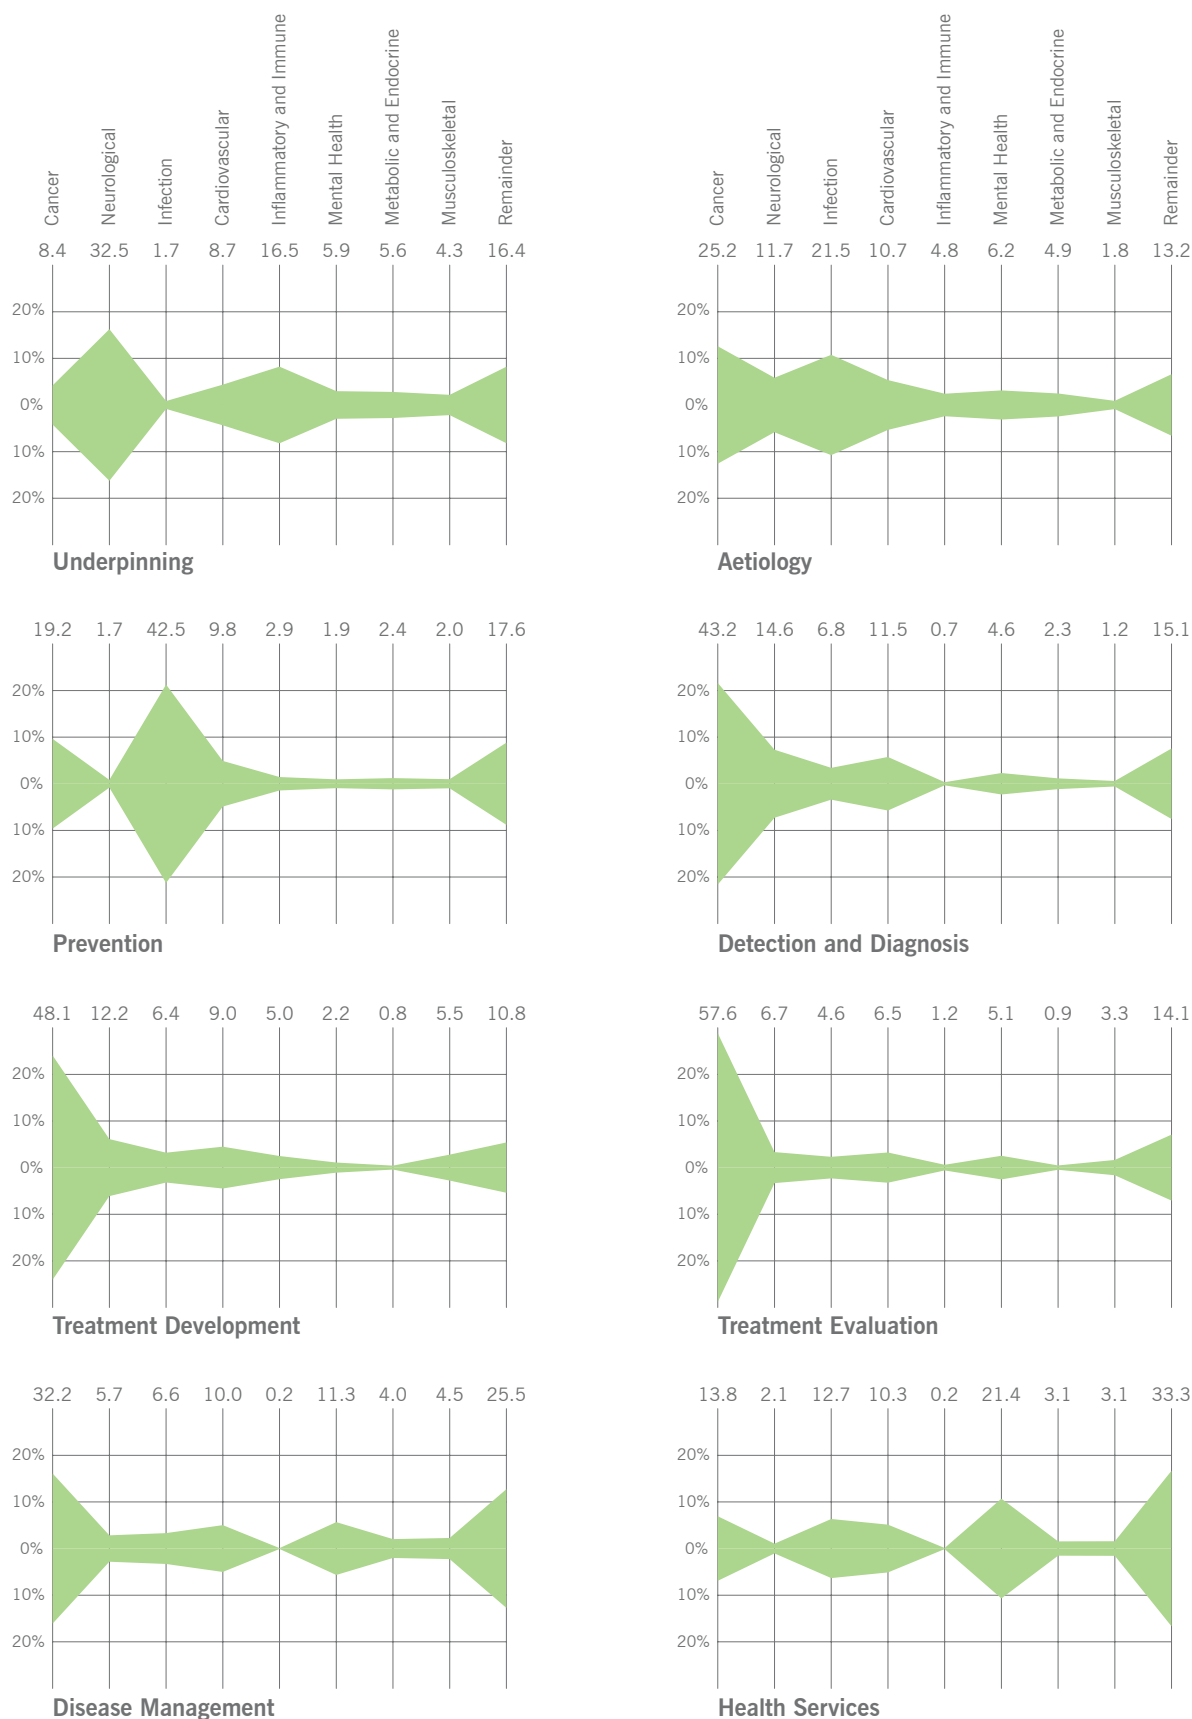 Cancer Neurological Infection Cardiovascular Inflammatory and Immune Mental Health Metabolic and Endocrine Musculoskeletal Remainder
8.4 32.5 1.7 8.7 16.5 5.9 5.6 4.3 16.4
20%
10%
0%
10%
20%
Underpinning
Cancer Neurological Infection Cardiovascular Inflammatory and Immune Mental Health Metabolic and Endocrine Musculoskeletal Remainder
25.2 11.7 21.5 10.7 4.8 6.2 4.9 1.8 13.2
20%
10%
0%
10%
20%
Aetiology
19.2 1.7 42.5 9.8 2.9 1.9 2.4 2.0 17.6
20%
10%
0%
10%
20%
Prevention
43.2 14.6 6.8 11.5 0.7 4.6 2.3 1.2 15.1
20%
10%
0%
10%
20%
Detection and Diagnosis
48.1 12.2 6.4 9.0 5.0 2.2 0.8 5.5 10.8
20%
10%
0%
10%
20%
Treatment Development
57.6 6.7 4.6 6.5 1.2 5.1 0.9 3.3 14.1
20%
10%
0%
10%
20%
Treatment Evaluation
32.2 5.7 6.6 10.0 0.2 11.3 4.0 4.5 25.5
20%
10%
0%
10%
20%
Disease Management
13.8 2.1 12.7 10.3 0.2 21.4 3.1 3.1 33.3
20%
10%
0%
10%
20%
Health Services